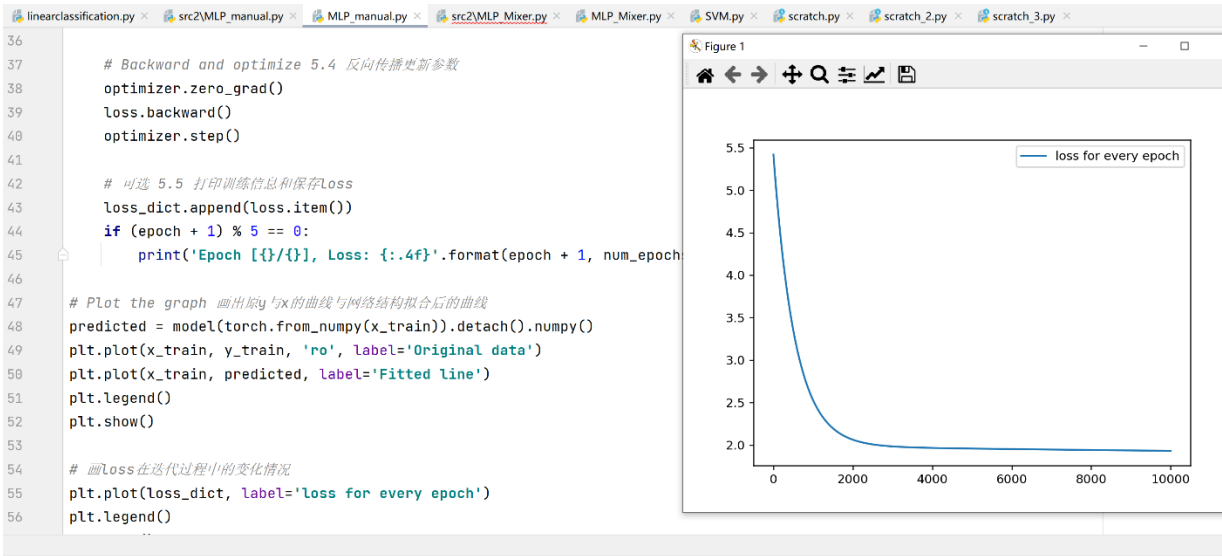 linearclassification.py
src2\MLP_manual.py
MLP_manual.py
src2\MLP_Mixer.py
MLP_Mixer.py
SVM.py
scratch.py
scratch_2.py
scratch_3.py
36
37 # Backward and optimize 5.4 反向传播更新参数
38 optimizer.zero_grad()
39 loss.backward()
40 optimizer.step()
41
42 # 可选 5.5 打印训练信息和保存loss
43 loss_dict.append(loss.item())
44 if (epoch + 1) % 5 == 0:
45 print('Epoch [{}/{}], Loss: {:.4f}'.format(epoch + 1, num_epoch
46
47 # Plot the graph 画出原y与x的曲线与网络结构拟合后的曲线
48 predicted = model(torch.from_numpy(x_train)).detach().numpy()
49 plt.plot(x_train, y_train, 'ro', label='Original data')
50 plt.plot(x_train, predicted, label='Fitted line')
51 plt.legend()
52 plt.show()
53
54 # 画loss在迭代过程中的变化情况
55 plt.plot(loss_dict, label='loss for every epoch')
56 plt.legend()
Figure 1
loss for every epoch
5.5
5.0
4.5
4.0
3.5
3.0
2.5
2.0
0 2000 4000 6000 8000 10000